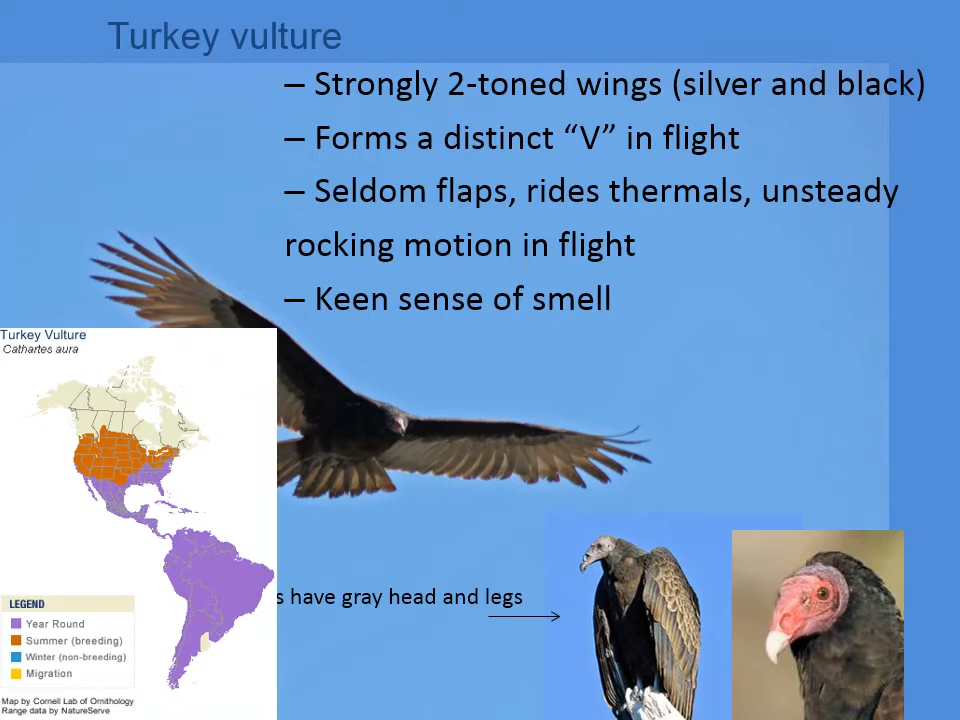 Turkey vulture
– Strongly 2-toned wings (silver and black)
– Forms a distinct “V” in flight
– Seldom flaps, rides thermals, unsteady
rocking motion in flight
– Keen sense of smell
Turkey Vulture
Cathartes aura
s have gray head and legs
LEGEND
Year Round
Summer (breeding)
Winter (non-breeding)
Migration
Map by Cornell Lab of Ornithology
Range data by NatureServe